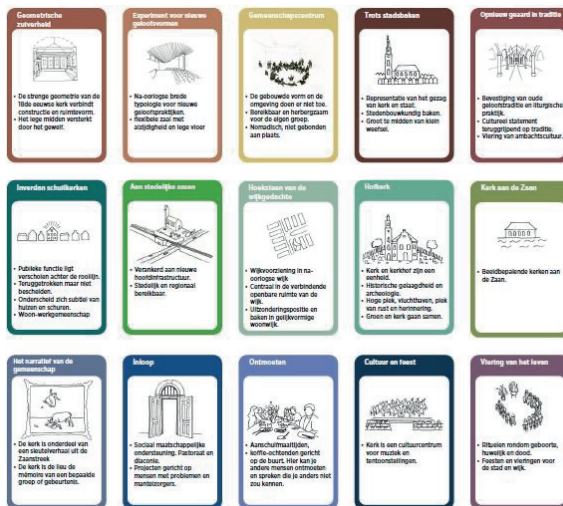 Geometrische
zuiverheid
• De strenge geometrie van de
18de eeuwse kerk verbindt
constructie en ruimtevorm.
• Het lege midden versterkt
door het gewelf.
Experiment voor nieuwe
geloofsvormen
• Na-oorlogse brede
typologie voor nieuwe
geloofspraktijken.
• flexibele zaal met
alzijdigheid en lege vloer
Gemeenschapscentrum
• De gebouwde vorm en de
omgeving doen er niet toe.
• Bereikbaar en herbergzaam
voor de eigen groep.
• Nomadisch, niet gebonden
aan plaats.
Trots stadsbaken
• Representatie van het gezag
van kerk en staat.
• Stedenbouwkundig baken.
• Groot te midden van klein
weefsel.
Opnieuw geaard in traditie
• Bevestiging van oude
geloofstraditie en liturgische
praktijk.
• Cultureel statement
teruggrijpend op traditie.
• Viering van ambachtscultuur.
Inverden schuilkerken
• Publieke functie ligt
verscholen achter de rooilijn.
• Teruggetrokken maar niet
bescheiden.
• Onderscheid zich subtiel van
huizen en schuren.
• Woon-werkgemeenschap
Aan stedelijke assen
• Verankerd aan nieuwe
hoofdinfrastructuur.
• Stedelijk en regionaal
bereikbaar.
Hoeksteen van de
wijkgedachte
• Wijkvoorziening in na-
oorlogse wijk
• Centraal in de verbindende
openbare ruimte van de
wijk.
• Uitzonderingspositie en
baken in gelijkvormige
woonwijk.
Hofkerk
• Kerk en kerkhof zijn een
eenheid.
• Historische gelaagdheid en
archeologie.
• Hoge plek, vluchthaven, plek
van rust en herinnering.
• Groen en kerk gaan samen.
Kerk aan de Zaan
• Beeldbepalende kerken aan
de Zaan.
Het narratief van de
gemeenschap
• De kerk is onderdeel van
een sleutelverhaal uit de
Zaanstreek
• De kerk is de lieu de
mémoire van een bepaalde
groep of gebeurtenis.
Inloop
• Sociaal maatschappelijke
ondersteuning. Pastoraat en
diaconie.
• Projecten gericht op
mensen met problemen en
mantelzorgers.
Ontmoeten
• Aanschuifmaaltijden,
• koffie-ochtenden gericht
op de buurt. Hier kan je
andere mensen ontmoeten
en spreken die je anders niet
zou kennen.
Cultuur en feest
• Kerk is een cultuurcentrum
voor muziek en
tentoonstellingen.
Viering van het leven
• Rituelen rondom geboorte,
huwelijk en dood.
• Feesten en vieringen voor
de stad en wijk.